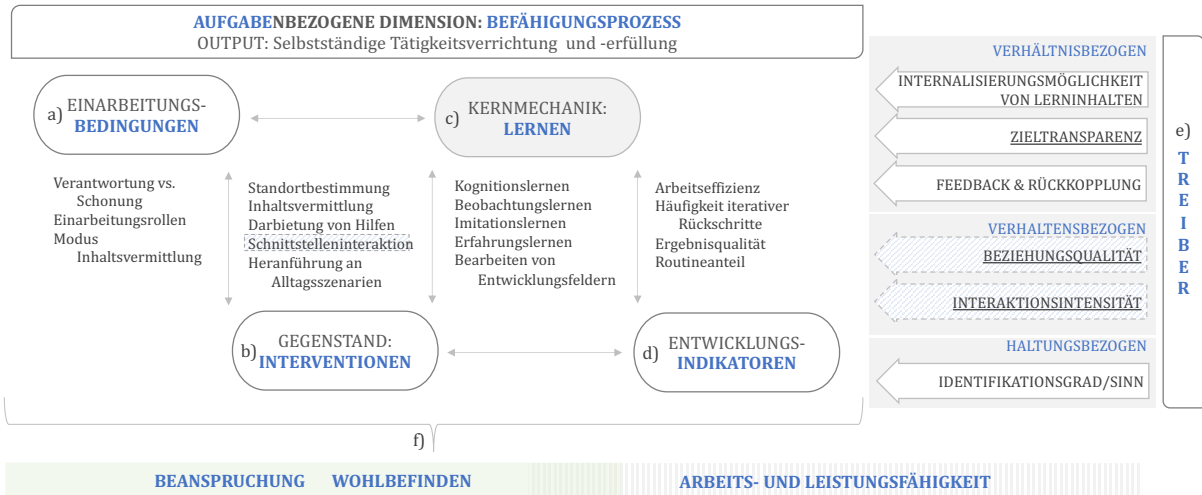 AUFGABENBEZOGENE DIMENSION: BEFÄHIGUNGSPROZESS
OUTPUT: Selbstständige Tätigkeitsverrichtung und -erfüllung
a) EINARBEITUNGS-
BEDINGUNGEN
c) KERNMECHANIK:
LERNEN
Verantwortung vs.
Schonung
Einarbeitungsrollen
Modus
Inhaltsvermittlung
Standortbestimmung
Inhaltsvermittlung
Darbietung von Hilfen
Schnittstelleninteraktion
Heranführung an
Alltagsszenarien
Kognitionslernen
Beobachtungslernen
Imitationslernen
Erfahrungslernen
Bearbeiten von
Entwicklungsfeldern
Arbeitseffizienz
Häufigkeit iterativer
Rückschritte
Ergebnisqualität
Routineanteil
b) GEGENSTAND:
INTERVENTIONEN
d) ENTWICKLUNGS-
INDIKATOREN
VERHÄLTNISBEZOGEN
INTERNALISIERUNGSMÖGLICHKEIT
VON LERNINHALTEN
ZIELTRANSPARENZ
FEEDBACK & RÜCKKOPPLUNG
VERHALTENSBEZOGEN
BEZIEHUNGSQUALITÄT
INTERAKTIONSINTENSITÄT
HALTUNGSBEZOGEN
IDENTIFIKATIONSGRAD/SINN
e)
T
R
E
I
B
E
R
f)
BEANSPRUCHUNG WOHLBEFINDEN ARBEITS- UND LEISTUNGSFÄHIGKEIT